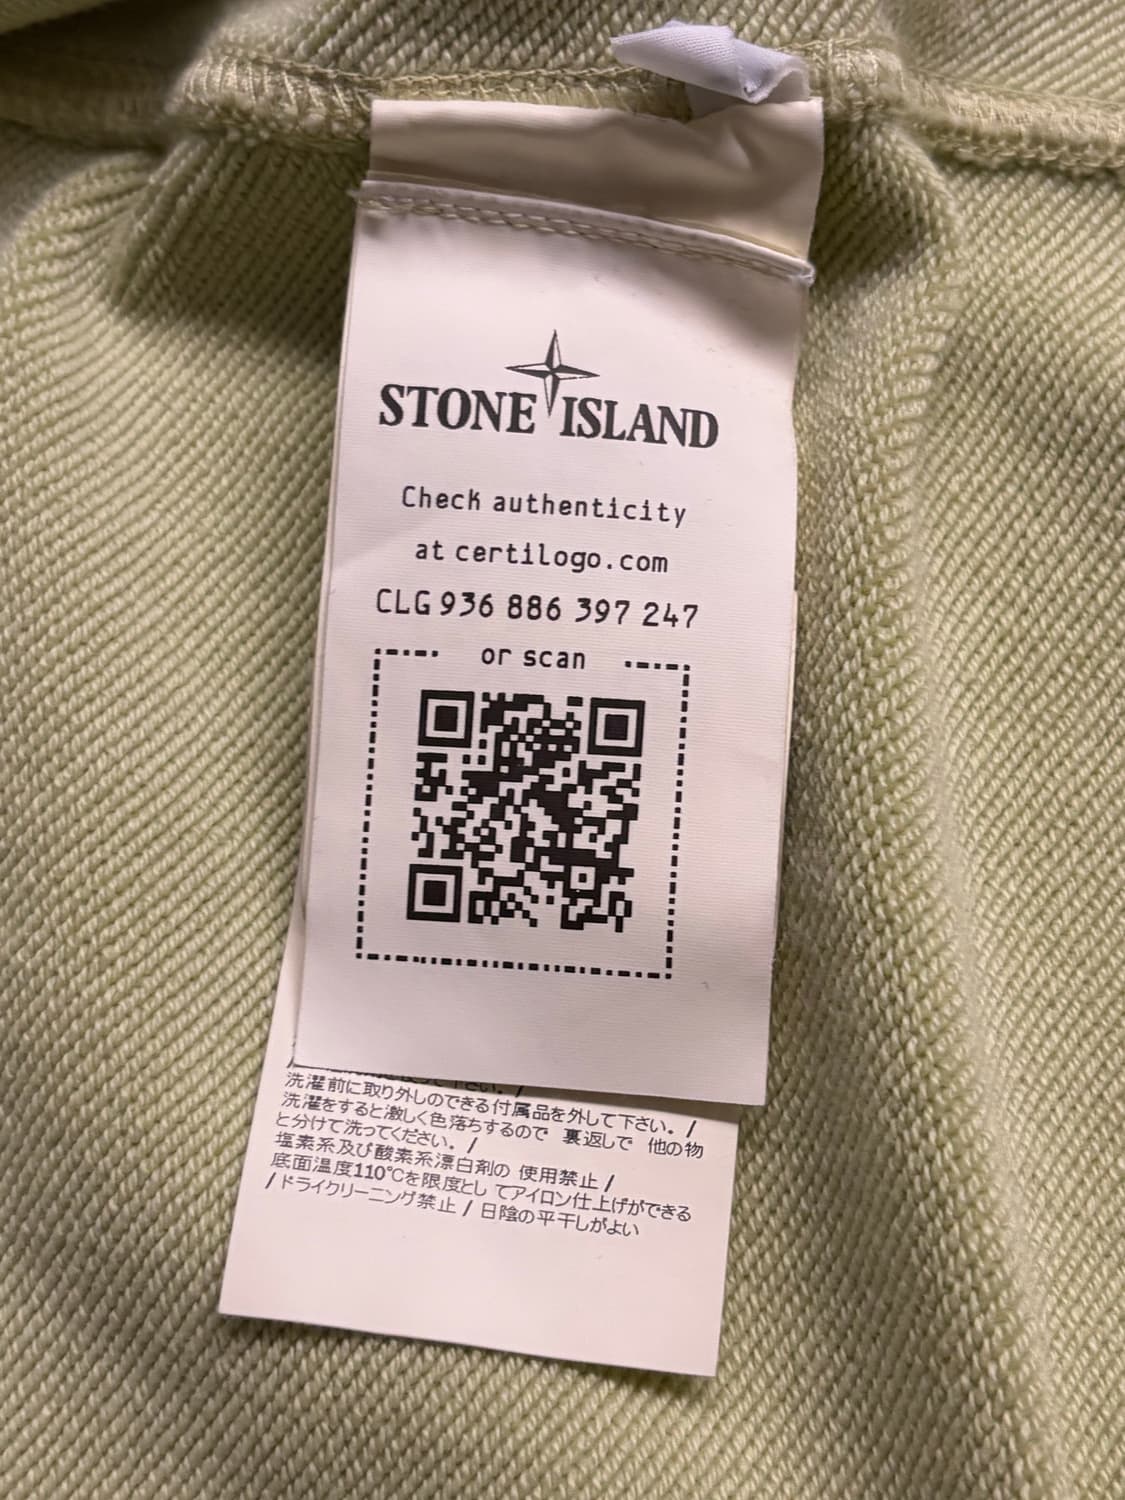 STONE ISLAND
Check authenticity
at certilogo.com
CLG 936 886 397 247
or scan
下さい。 /
洗濯前に取り外しのできる付属品を外して下さい。 /
洗濯をすると激しく色落ちするので 裏返しで 他の物
と分けて洗ってください。 /
塩素系及び酸素系漂白剤の 使用禁止 /
底面温度110℃を限度とし てアイロン仕上げができる
/ ドライクリーニング禁止 / 日陰の平干しがよい